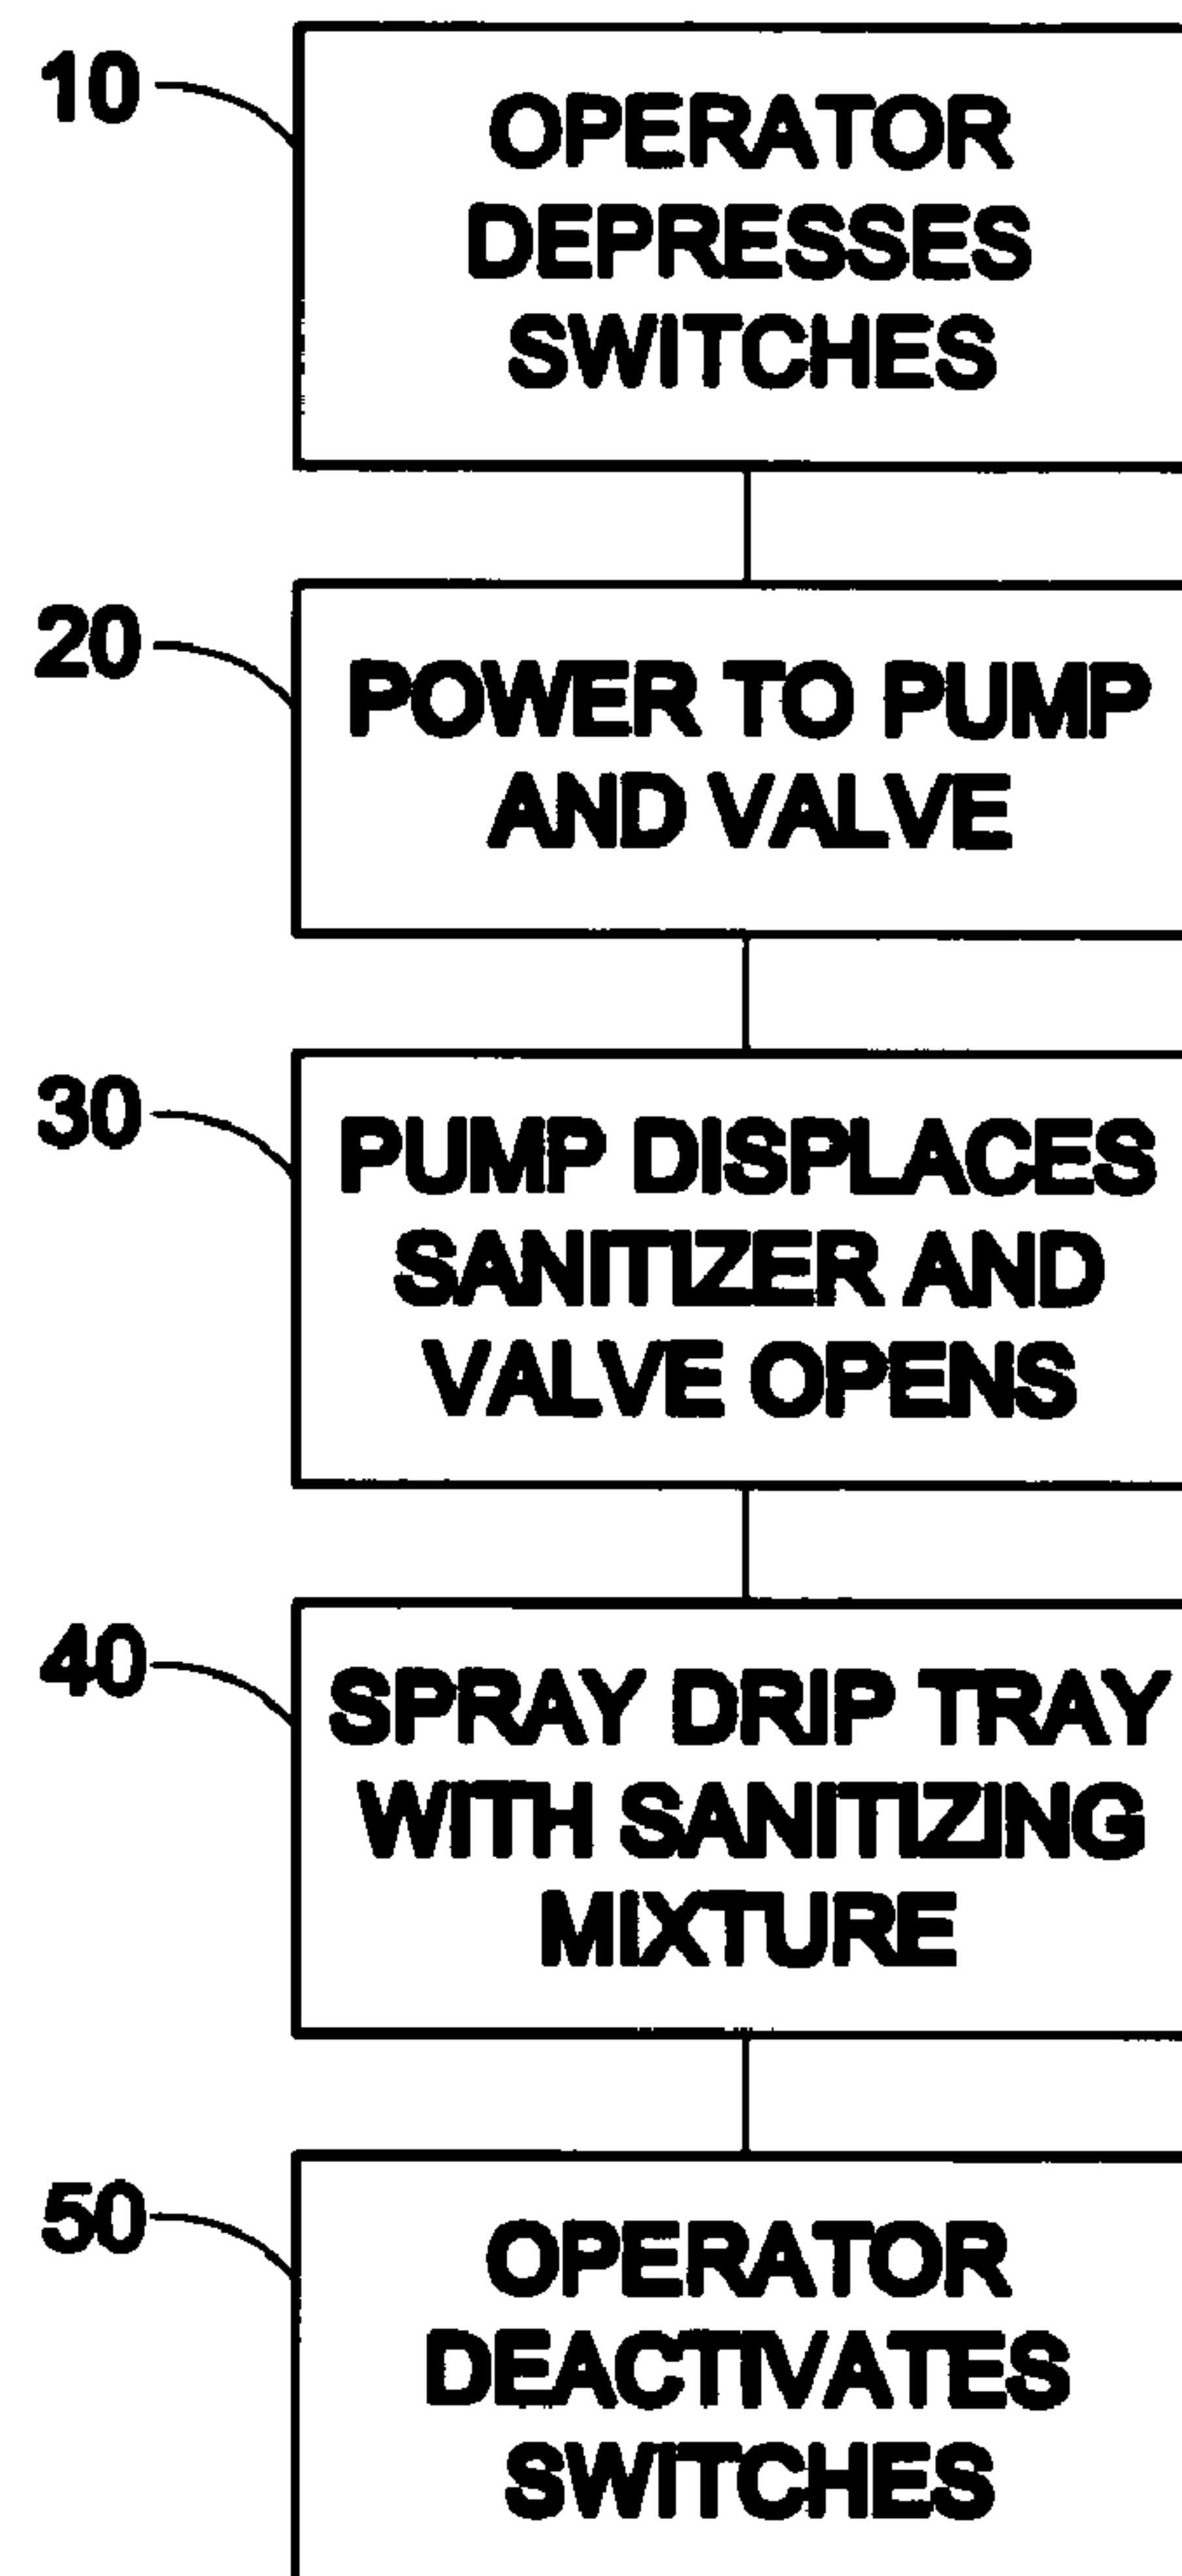 10
OPERATOR
DEPRESSES
SWITCHES
20
POWER TO PUMP
AND VALVE
30
PUMP DISPLACES
SANITIZER AND
VALVE OPENS
40
SPRAY DRIP TRAY
WITH SANITIZING
MIXTURE
50
OPERATOR
DEACTIVATES
SWITCHES